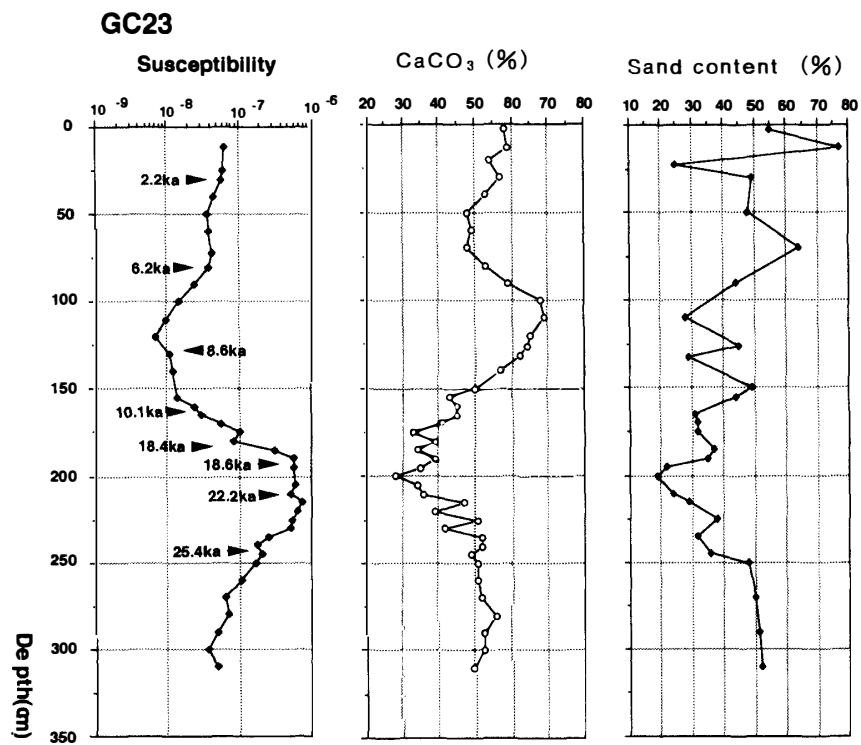 GC23
Susceptibility CaCO₃ (%) Sand content (%)
10⁻⁹ 10⁻⁸ 10⁻⁷ 10⁻⁶ 20 30 40 50 60 70 80 10 20 30 40 50 60 70 80
0
2.2ka
50
6.2ka
100
8.6ka
150
10.1ka
18.4ka
18.6ka
200
22.2ka
25.4ka
250
300
350
Depth(cm)